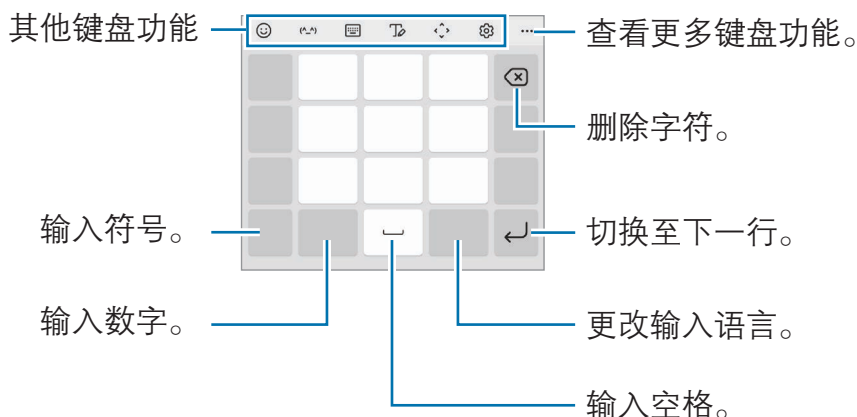 其他键盘功能
(^_^)
查看更多键盘功能。
删除字符。
输入符号。
切换至下一行。
输入数字。
更改输入语言。
输入空格。